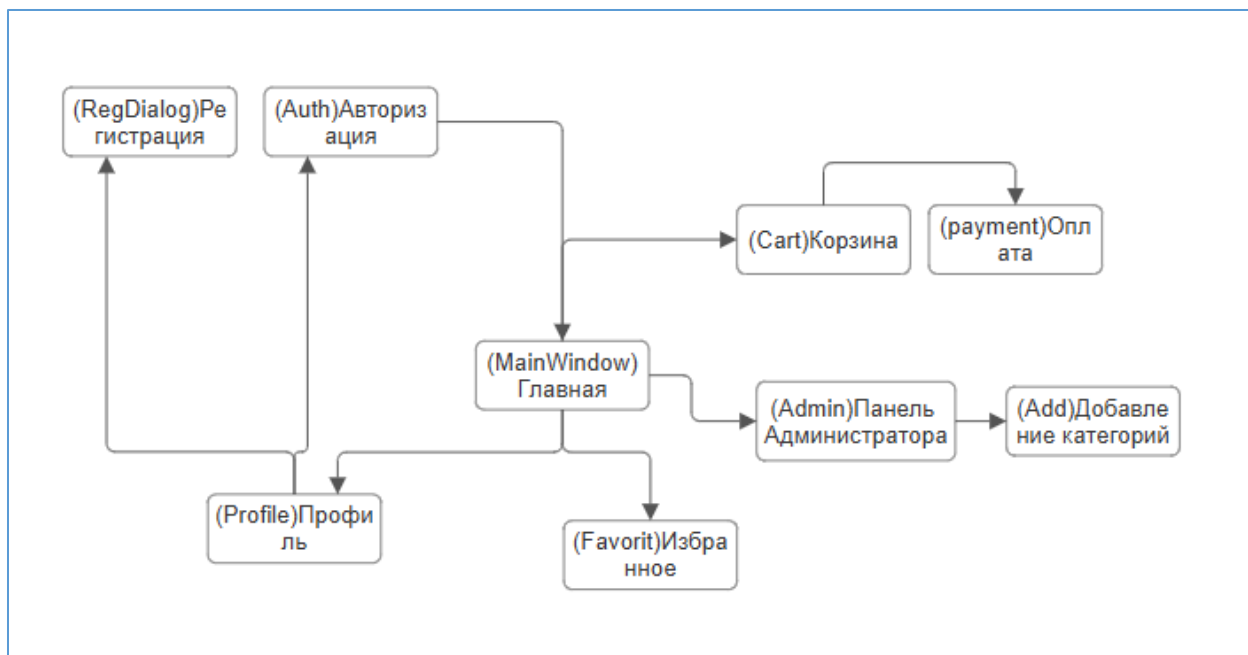 (RegDialog)Ре
гистрация
(Auth)Авториз
ация
(Cart)Корзина
(payment)Опл
ата
(MainWindow)
Главная
(Admin)Панель
Администратора
(Add)Добавле
ние категорий
(Profile)Профи
ль
(Favorit)Избра
нное